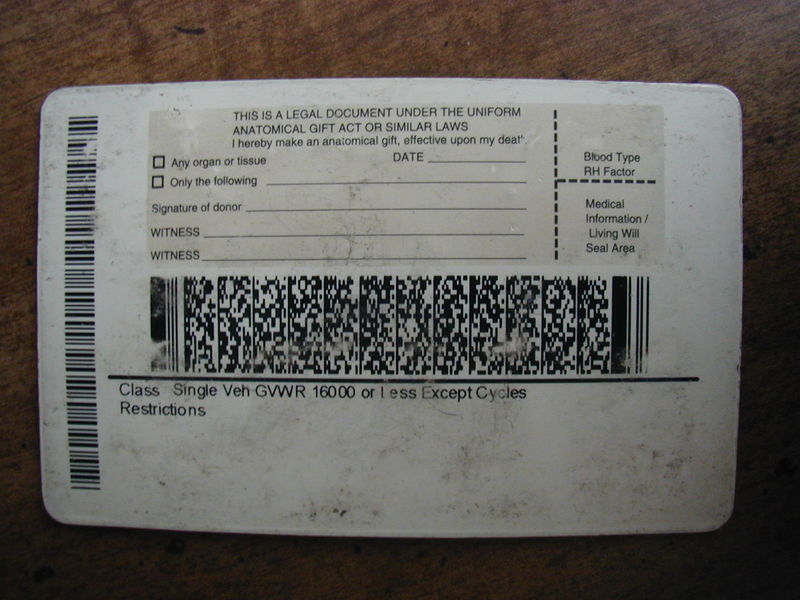 THIS IS A LEGAL DOCUMENT UNDER THE UNIFORM
ANATOMICAL GIFT ACT OR SIMILAR LAWS
I hereby make an anatomical gift, effective upon my death
Any organ or tissue DATE
Only the following
Signature of donor
WITNESS
WITNESS
Blood Type
RH Factor
Medical
Information /
Living Will
Seal Area
Class Single Veh GVWR 16000 or Less Except Cycles
Restrictions